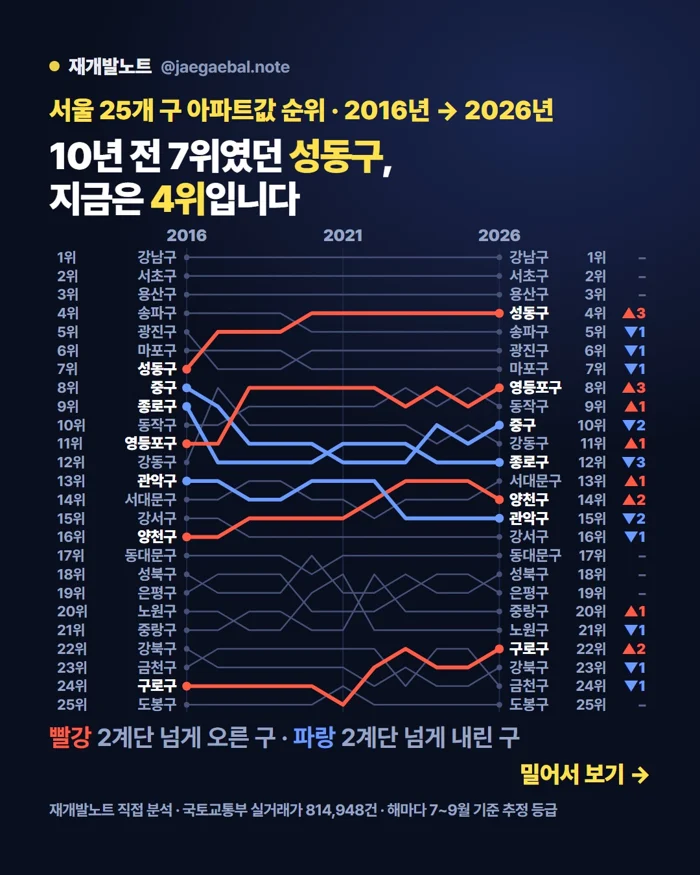 재개발노트 @jaegaebal.note
서울 25개 구 아파트값 순위 · 2016년 → 2026년
10년 전 7위였던 성동구,
지금은 4위입니다
2016 2021 2026
1위 강남구 강남구 1위 –
2위 서초구 서초구 2위 –
3위 용산구 용산구 3위 –
4위 송파구 성동구 4위 ▲3
5위 광진구 송파구 5위 ▼1
6위 마포구 광진구 6위 ▼1
7위 성동구 마포구 7위 ▼1
8위 중구 영등포구 8위 ▲3
9위 종로구 동작구 9위 ▲1
10위 동작구 중구 10위 ▼2
11위 영등포구 강동구 11위 ▲1
12위 강동구 종로구 12위 ▼3
13위 관악구 서대문구 13위 ▲1
14위 서대문구 양천구 14위 ▲2
15위 강서구 관악구 15위 ▼2
16위 양천구 강서구 16위 ▼1
17위 동대문구 동대문구 17위 –
18위 성북구 성북구 18위 –
19위 은평구 은평구 19위 –
20위 노원구 중랑구 20위 ▲1
21위 중랑구 노원구 21위 ▼1
22위 강북구 구로구 22위 ▲2
23위 금천구 강북구 23위 ▼1
24위 구로구 금천구 24위 ▼1
25위 도봉구 도봉구 25위 –
빨강 2계단 넘게 오른 구 · 파랑 2계단 넘게 내린 구
밀어서 보기 →
재개발노트 직접 분석 · 국토교통부 실거래가 814,948건 · 해마다 7~9월 기준 추정 등급